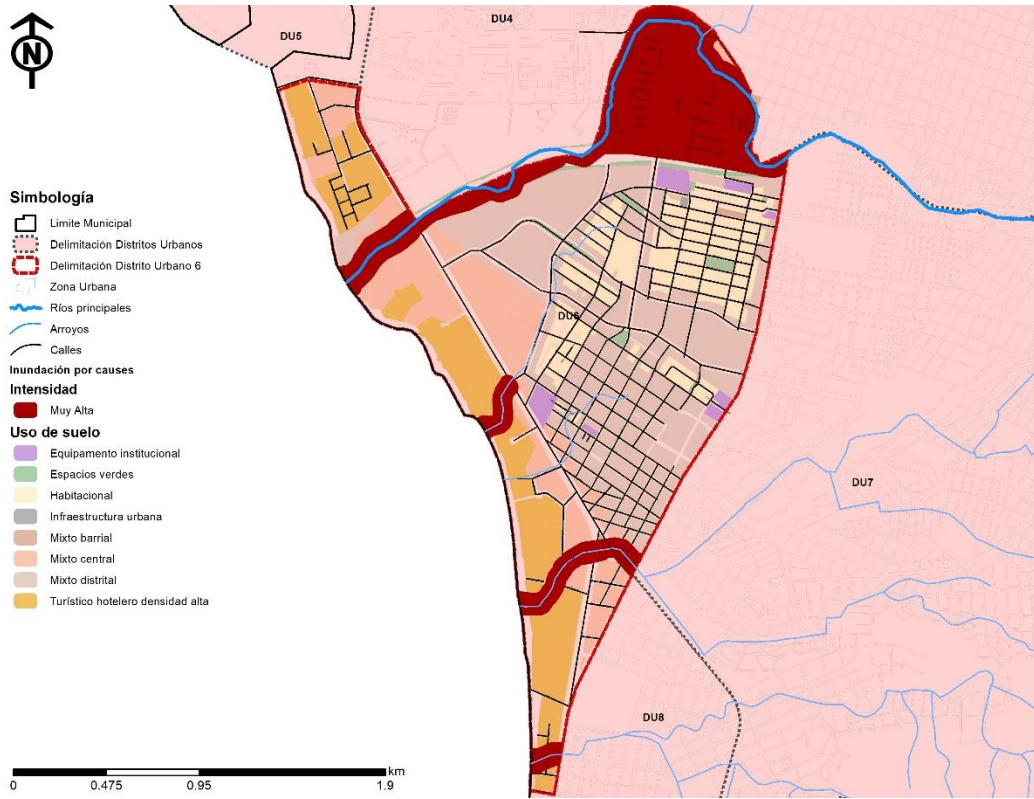 N
DU5
DU4
DU6
DU7
DU8
Simbología
Limite Municipal
Delimitación Distritos Urbanos
Delimitación Distrito Urbano 6
Zona Urbana
Ríos principales
Arroyos
Calles
Inundación por causes
Intensidad
Muy Alta
Uso de suelo
Equipamento institucional
Espacios verdes
Habitacional
Infraestructura urbana
Mixto barrial
Mixto central
Mixto distrital
Turístico hotelero densidad alta
km
0 0.475 0.95 1.9